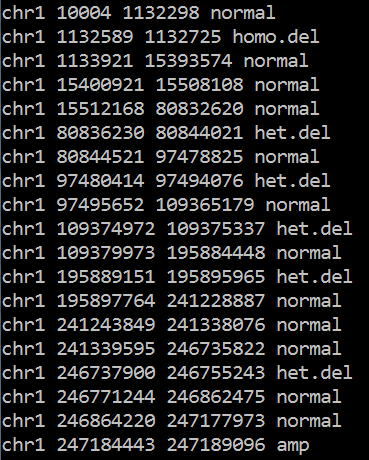 chr1 10004 1132298 normal
chr1 1132589 1132725 homo.del
chr1 1133921 15393574 normal
chr1 15400921 15508108 normal
chr1 15512168 80832620 normal
chr1 80836230 80844021 het.del
chr1 80844521 97478825 normal
chr1 97480414 97494076 het.del
chr1 97495652 109365179 normal
chr1 109374972 109375337 het.del
chr1 109379973 195884448 normal
chr1 195889151 195895965 het.del
chr1 195897764 241228887 normal
chr1 241243849 241338076 normal
chr1 241339595 246735822 normal
chr1 246737900 246755243 het.del
chr1 246771244 246862475 normal
chr1 246864220 247177973 normal
chr1 247184443 247189096 amp